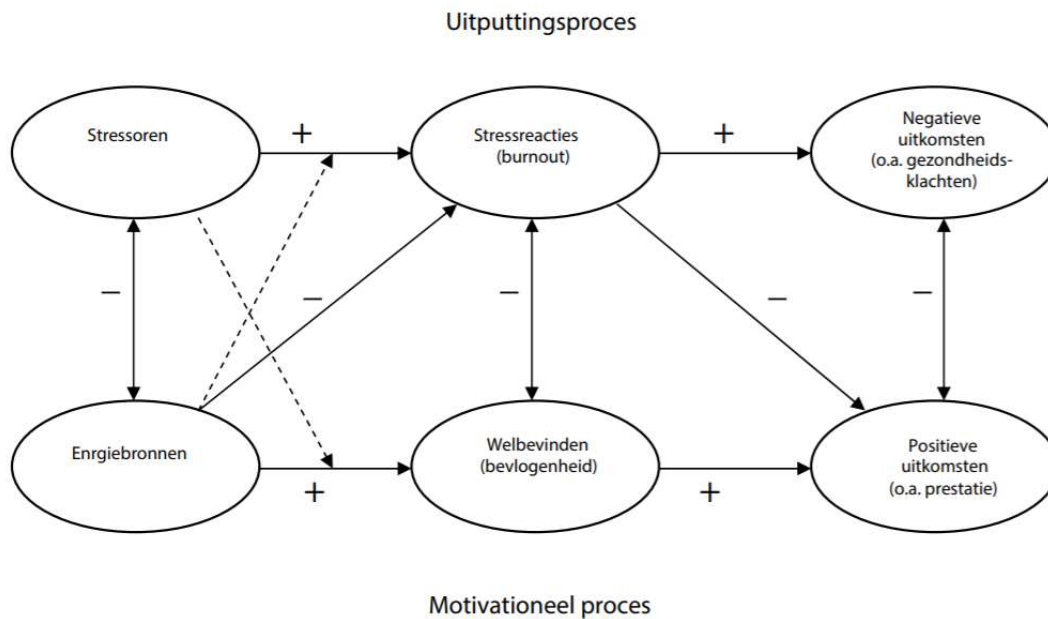 Uitputtingsproces
Stressoren
+
Stressreacties
(burnout)
+
Negatieve
uitkomsten
(o.a. gezondheids-
klachten)
–
–
–
–
–
Enrgiebronnen
+
Welbevinden
(bevlogenheid)
+
Positieve
uitkomsten
(o.a. prestatie)
Motivationeel proces